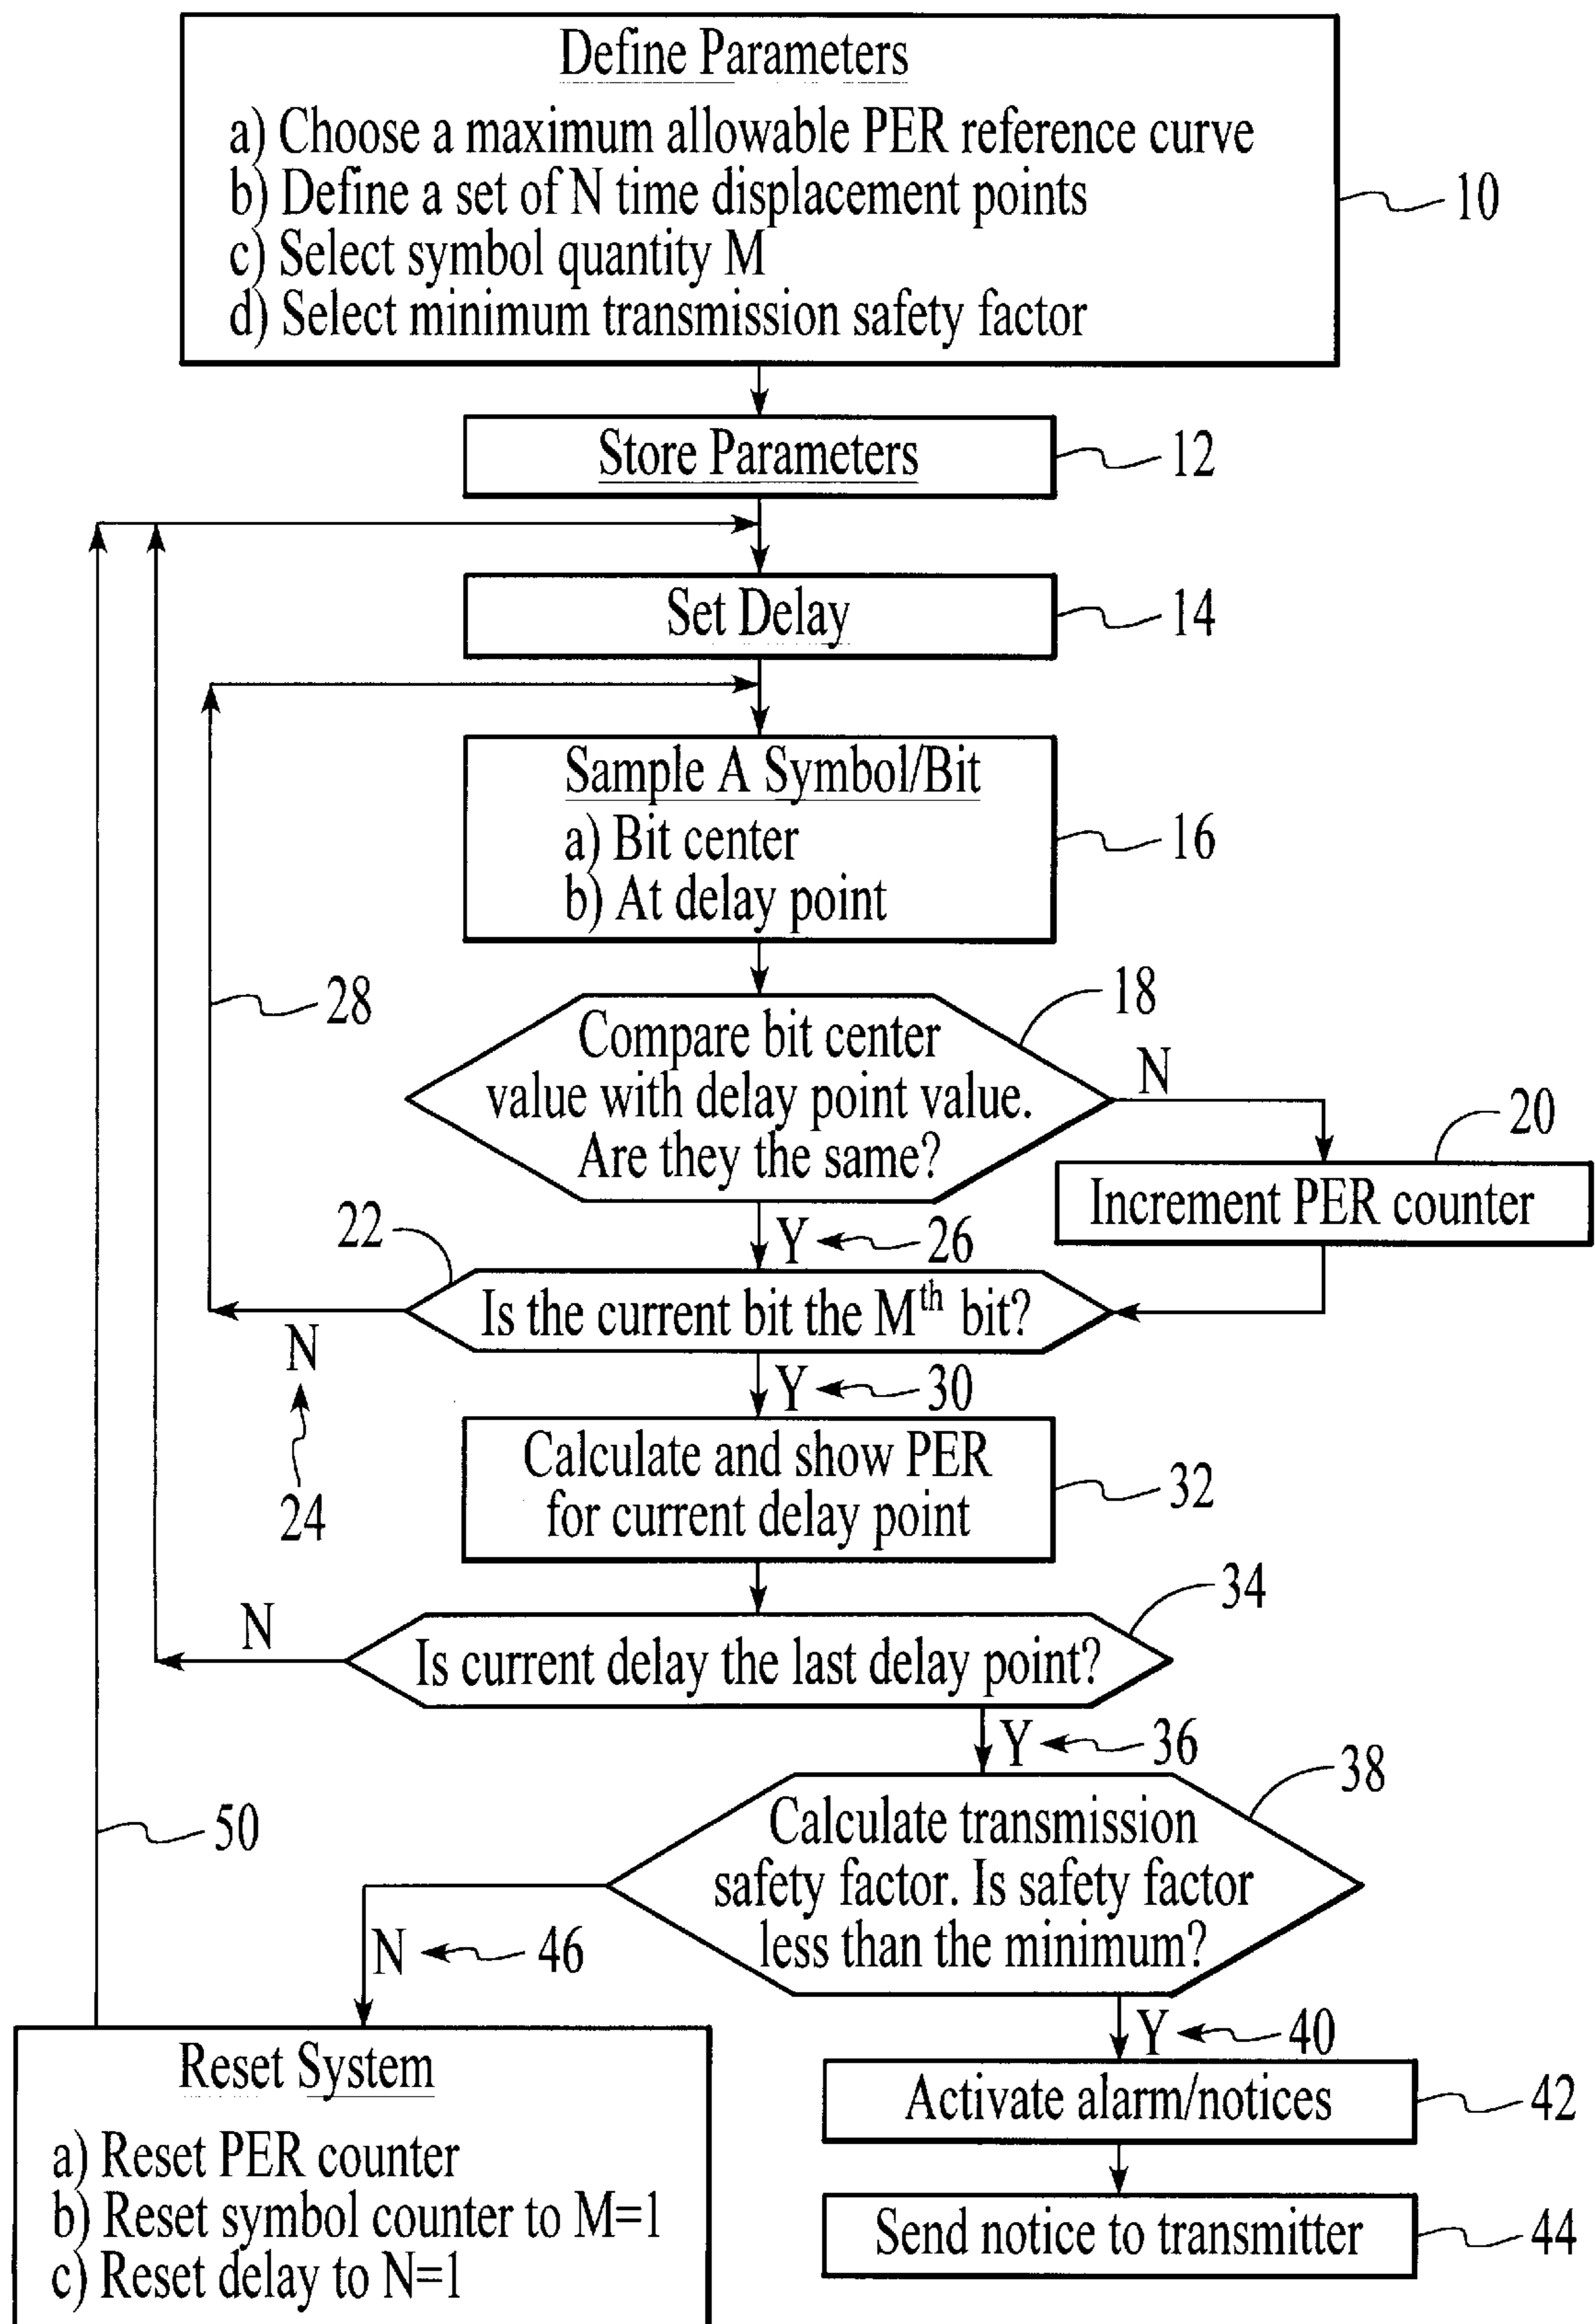 Define Parameters
a) Choose a maximum allowable PER reference curve
b) Define a set of N time displacement points
c) Select symbol quantity M
d) Select minimum transmission safety factor
10
Store Parameters
12
Set Delay
14
Sample A Symbol/Bit
a) Bit center
b) At delay point
16
28
18
Compare bit center
value with delay point value.
Are they the same?
N
20
Increment PER counter
22
Y
26
Is the current bit the Mth bit?
N
24
Y
30
Calculate and show PER
for current delay point
32
34
N
Is current delay the last delay point?
Y
36
38
50
Calculate transmission
safety factor. Is safety factor
less than the minimum?
N
46
Y
40
Reset System
a) Reset PER counter
b) Reset symbol counter to M=1
c) Reset delay to N=1
Activate alarm/notices
42
Send notice to transmitter
44